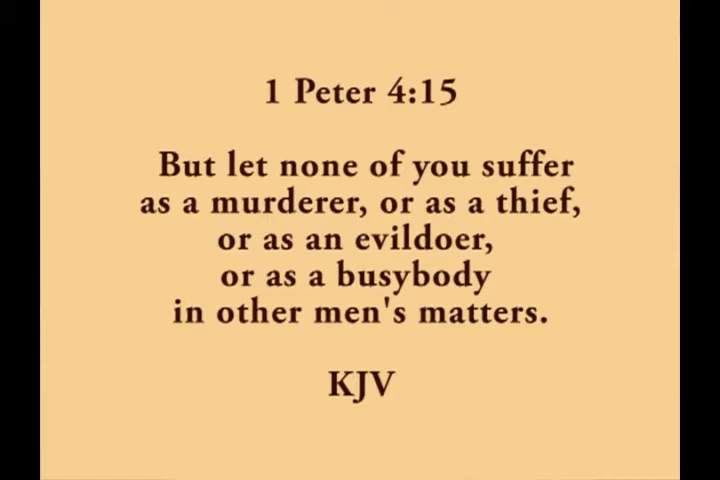 1 Peter 4:15
But let none of you suffer
as a murderer, or as a thief,
or as an evildoer,
or as a busybody
in other men's matters.
KJV